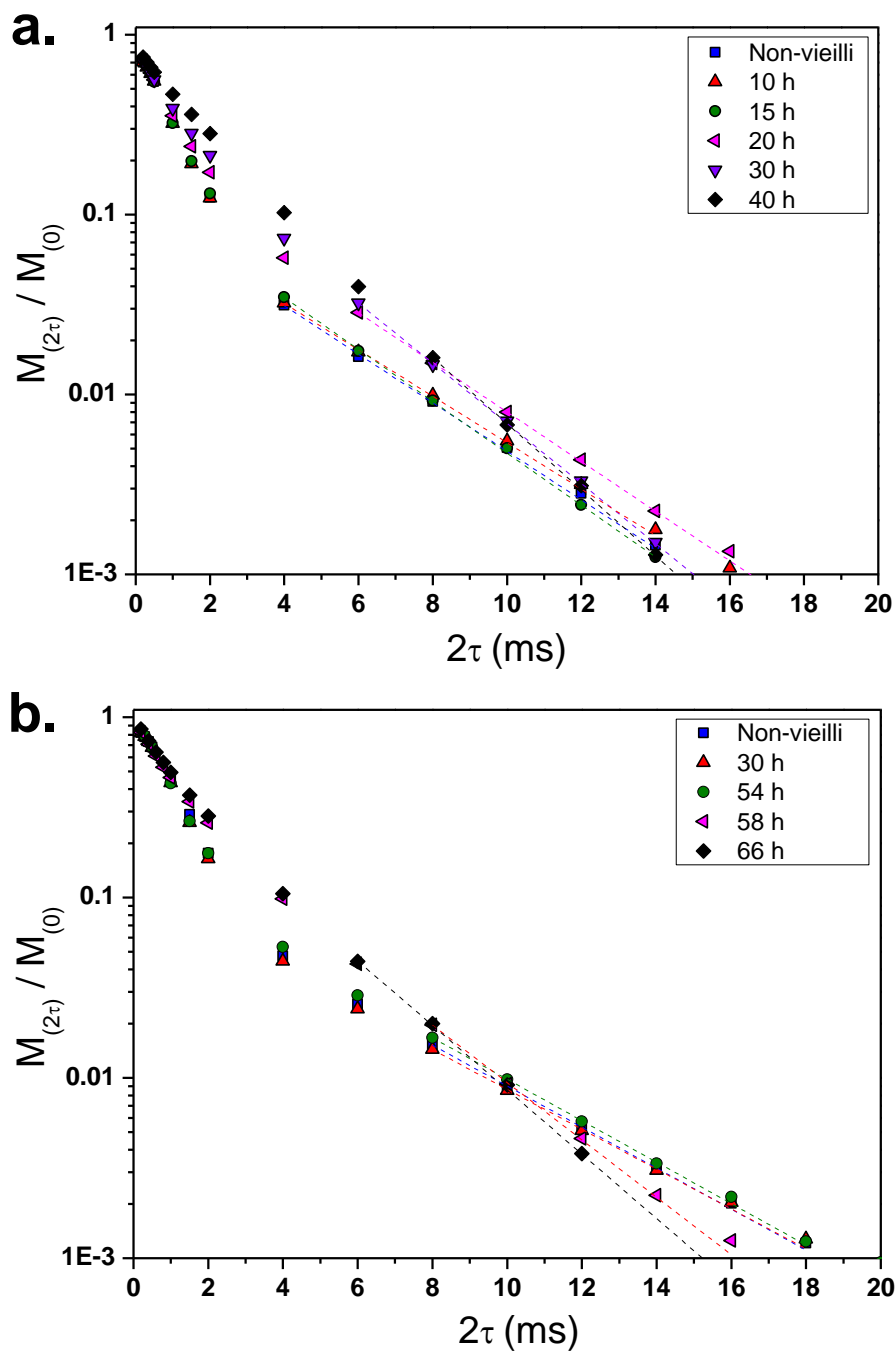 a.
M(2τ) / M(0)
1
0.1
0.01
1E-3
0 2 4 6 8 10 12 14 16 18 20
2τ (ms)
Non-vieilli
10 h
15 h
20 h
30 h
40 h
b.
M(2τ) / M(0)
1
0.1
0.01
1E-3
0 2 4 6 8 10 12 14 16 18 20
2τ (ms)
Non-vieilli
30 h
54 h
58 h
66 h